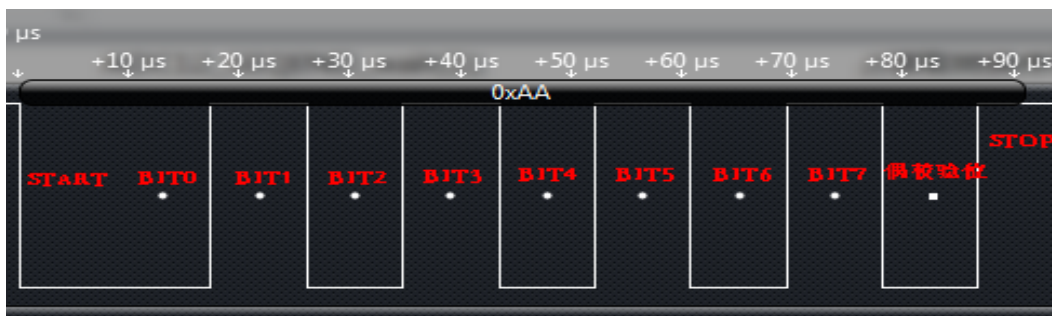 µs
+10 µs +20 µs +30 µs +40 µs +50 µs +60 µs +70 µs +80 µs +90 µs
0xAA
STOP
START BIT0 BIT1 BIT2 BIT3 BIT4 BIT5 BIT6 BIT7 偶校验位